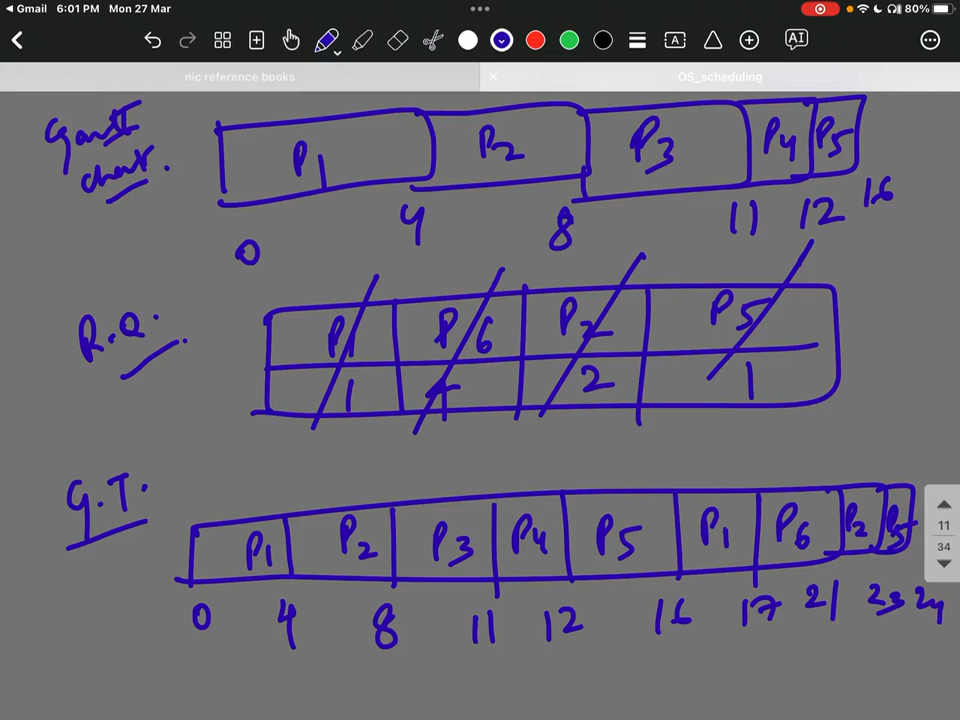 Gmail 6:01 PM Mon 27 Mar 80%
A AI
nic reference books OS_scheduling
Gantt chart.
P1 P2 P3 P4 P5
0 4 8 11 12 16
R.Q.
P1 P6 P2 P5
1 4 2 1
11
34
G.T.
P1 P2 P3 P4 P5 P1 P6 P2 P5
0 4 8 11 12 16 17 21 23 24